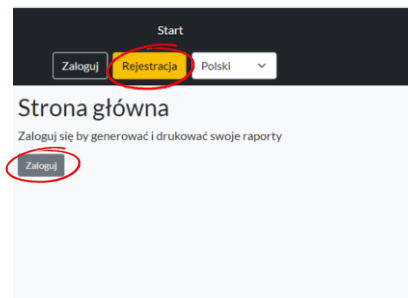 Start
Zaloguj Rejestracja Polski
Strona główna
Zaloguj się by generować i drukować swoje raporty
Zaloguj